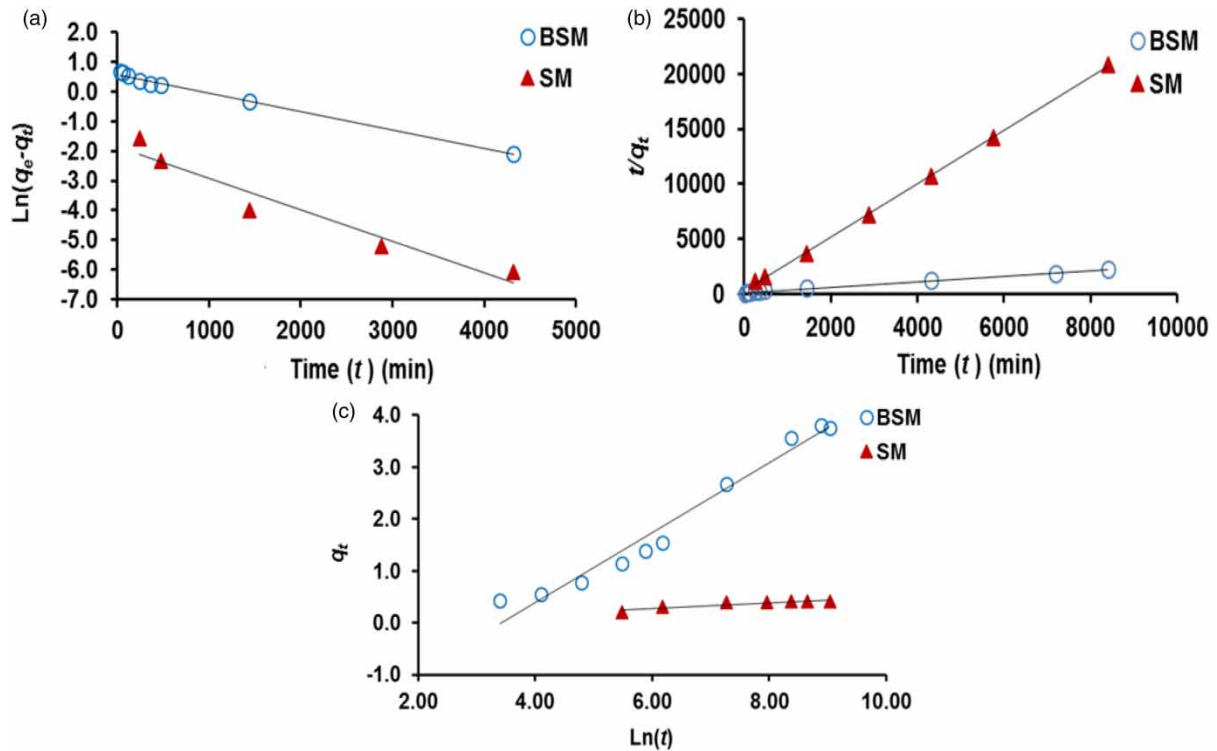 (a)
BSM
SM
Ln(qe-qt)
1.0
0.0
-1.0
-2.0
-3.0
-4.0
-5.0
-6.0
-7.0
0 1000 2000 3000 4000 5000
Time (t ) (min)
(b)
BSM
SM
t/qt
25000
20000
15000
10000
5000
0
0 2000 4000 6000 8000 10000
Time (t ) (min)
(c)
BSM
SM
qt
4.0
3.0
2.0
1.0
0.0
-1.0
2.00 4.00 6.00 8.00 10.00
Ln(t)